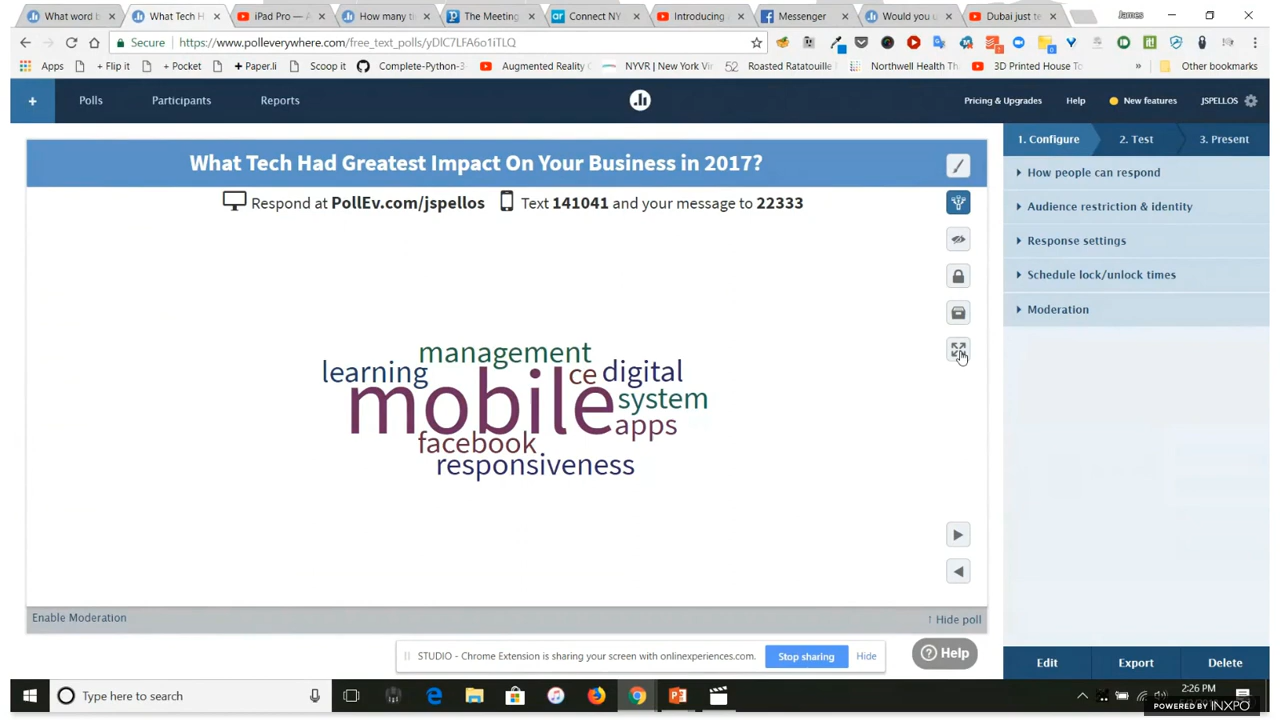 What word b
What Tech H
iPad Pro — A
How many ti
The Meeting
Connect NY
Introducing
Messenger
Would you u
Dubai just te
James
Secure https://www.polleverywhere.com/free_text_polls/yDlC7LFA6o1iTLQ
Apps + Flip it + Pocket + Paper.li Scoop it Complete-Python-3 Augmented Reality NYVR | New York Vir 52 Roasted Ratatouille Northwell Health Th 3D Printed House To » Other bookmarks
+ Polls Participants Reports Pricing & Upgrades Help New features JSPELLOS
What Tech Had Greatest Impact On Your Business in 2017?
Respond at PollEv.com/jspellos Text 141041 and your message to 22333
management
learning ce digital
mobile system
apps
facebook
responsiveness
Enable Moderation ↑ Hide poll
1. Configure 2. Test 3. Present
How people can respond
Audience restriction & identity
Response settings
Schedule lock/unlock times
Moderation
Edit Export Delete
STUDIO - Chrome Extension is sharing your screen with onlinexperiences.com. Stop sharing Hide
? Help
Type here to search
2:26 PM
POWERED BY INXPO